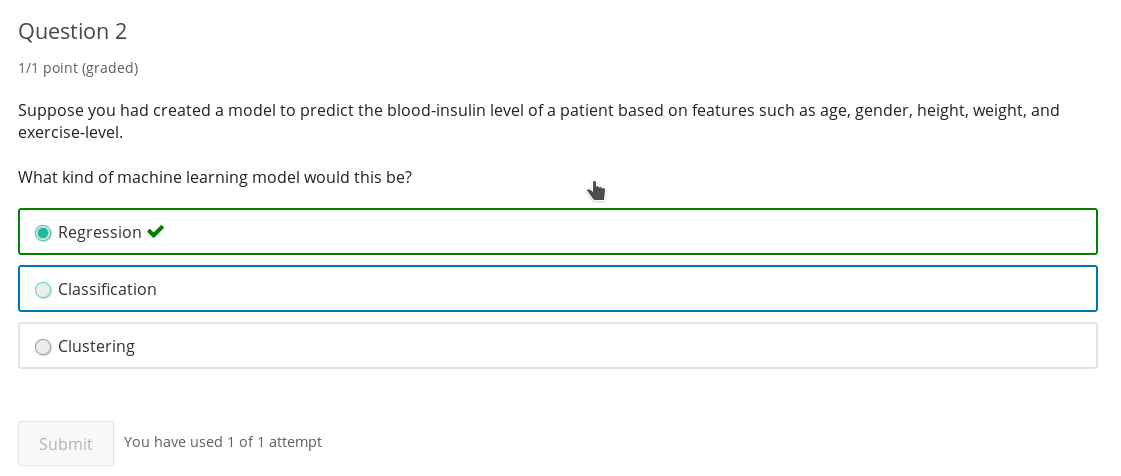 Question 2
1/1 point (graded)
Suppose you had created a model to predict the blood-insulin level of a patient based on features such as age, gender, height, weight, and
exercise-level.
What kind of machine learning model would this be?
Regression
Classification
Clustering
Submit You have used 1 of 1 attempt